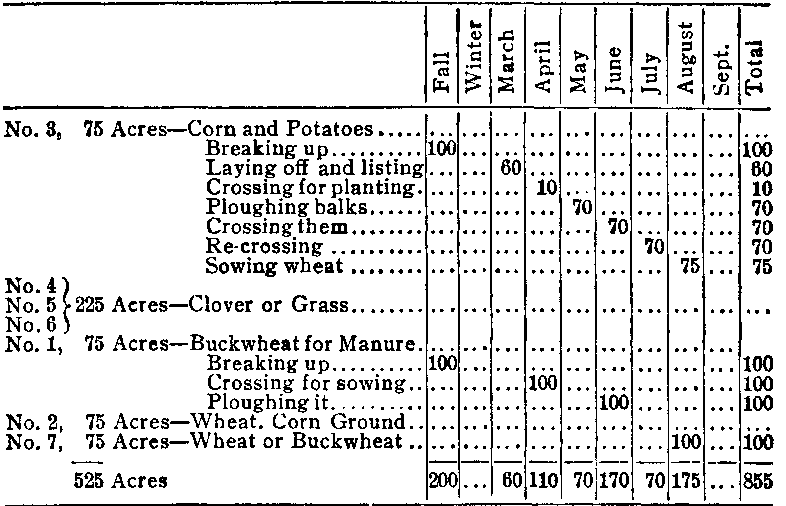 Fall Winter March April May June July August Sept. Total
No. 3, 75 Acres—Corn and Potatoes..... ... ... ... ... ... ... ... ... ... ...
Breaking up.......... 100 ... ... ... ... ... ... ... ... 100
Laying off and listing ... ... 60 ... ... ... ... ... ... 60
Crossing for planting. ... ... ... 10 ... ... ... ... ... 10
Ploughing balks...... ... ... ... ... 70 ... ... ... ... 70
Crossing them....... ... ... ... ... ... 70 ... ... ... 70
Re-crossing ......... ... ... ... ... ... ... 70 ... ... 70
Sowing wheat ........ ... ... ... ... ... ... ... 75 ... 75
No. 4
No. 5 } 225 Acres—Clover or Grass....... ... ... ... ... ... ... ... ... ... ...
No. 6
No. 1, 75 Acres—Buckwheat for Manure. ... ... ... ... ... ... ... ... ... ...
Breaking up.......... 100 ... ... ... ... ... ... ... ... 100
Crossing for sowing.. ... ... ... 100 ... ... ... ... ... 100
Ploughing it.......... ... ... ... ... ... 100 ... ... ... 100
No. 2, 75 Acres—Wheat. Corn Ground.. ... ... ... ... ... ... ... ... ... ...
No. 7, 75 Acres—Wheat or Buckwheat .. ... ... ... ... ... ... ... 100 ... 100
525 Acres 200 ... 60 110 70 170 70 175 ... 855